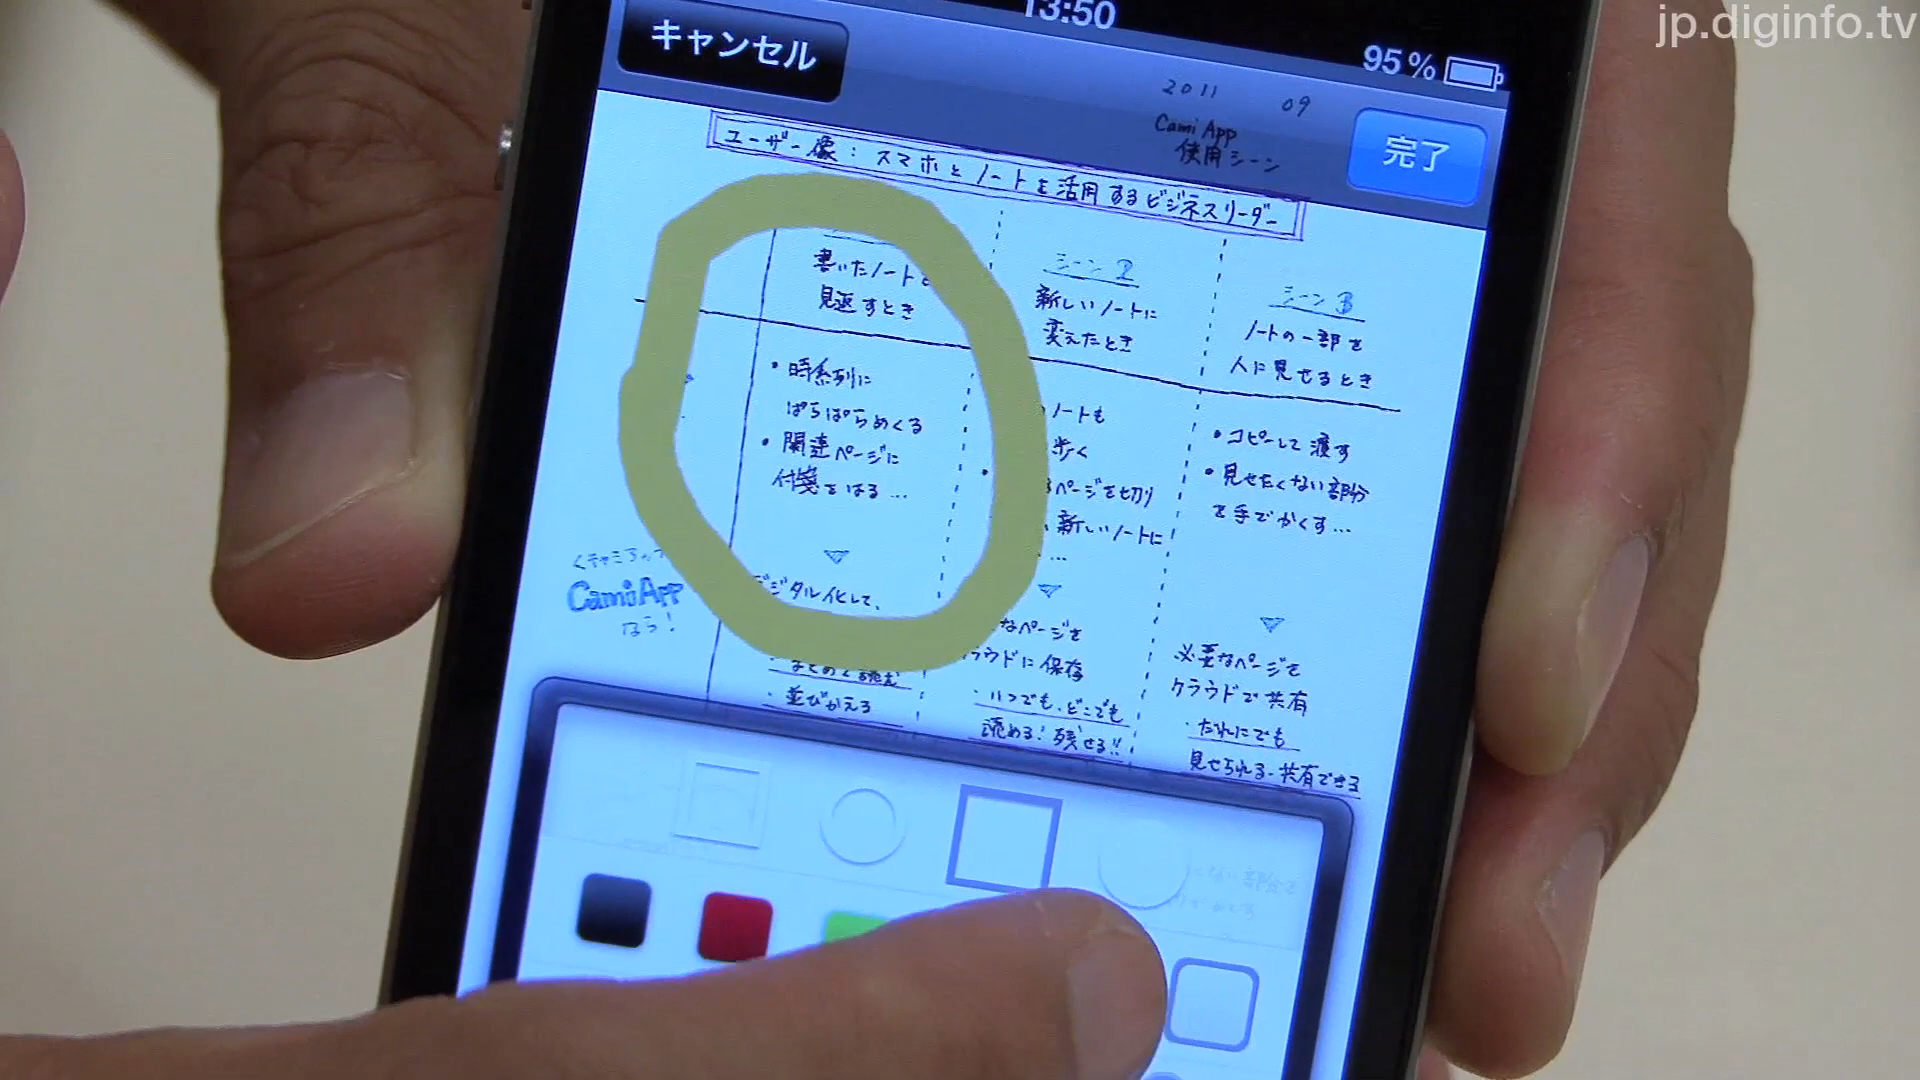 jp.diginfo.tv
13:50
95%
キャンセル
完了
2011 09
CamiApp
使用シーン
ユーザー像：スマホとノートを活用するビジネスリーダー
書いたノートを
見返すとき
シーン2
新しいノートに
変えたとき
シーン3
ノートの一部を
人に見せるとき
・時系列に
ぱらぱらめくる
・関連ページに
付箋をはる…
ノートも
歩く
ページを切り
新しいノートに
…
・コピーして渡す
・見せたくない部分
を手でかくす…
CamiApp
なら！
デジタル化して、
・まとめて読む
・並びかえる
なページを
クラウドに保存
・いつでも、どこでも
読める！残せる!!
必要なページを
クラウドで共有
・だれにでも
見せられる・共有できる